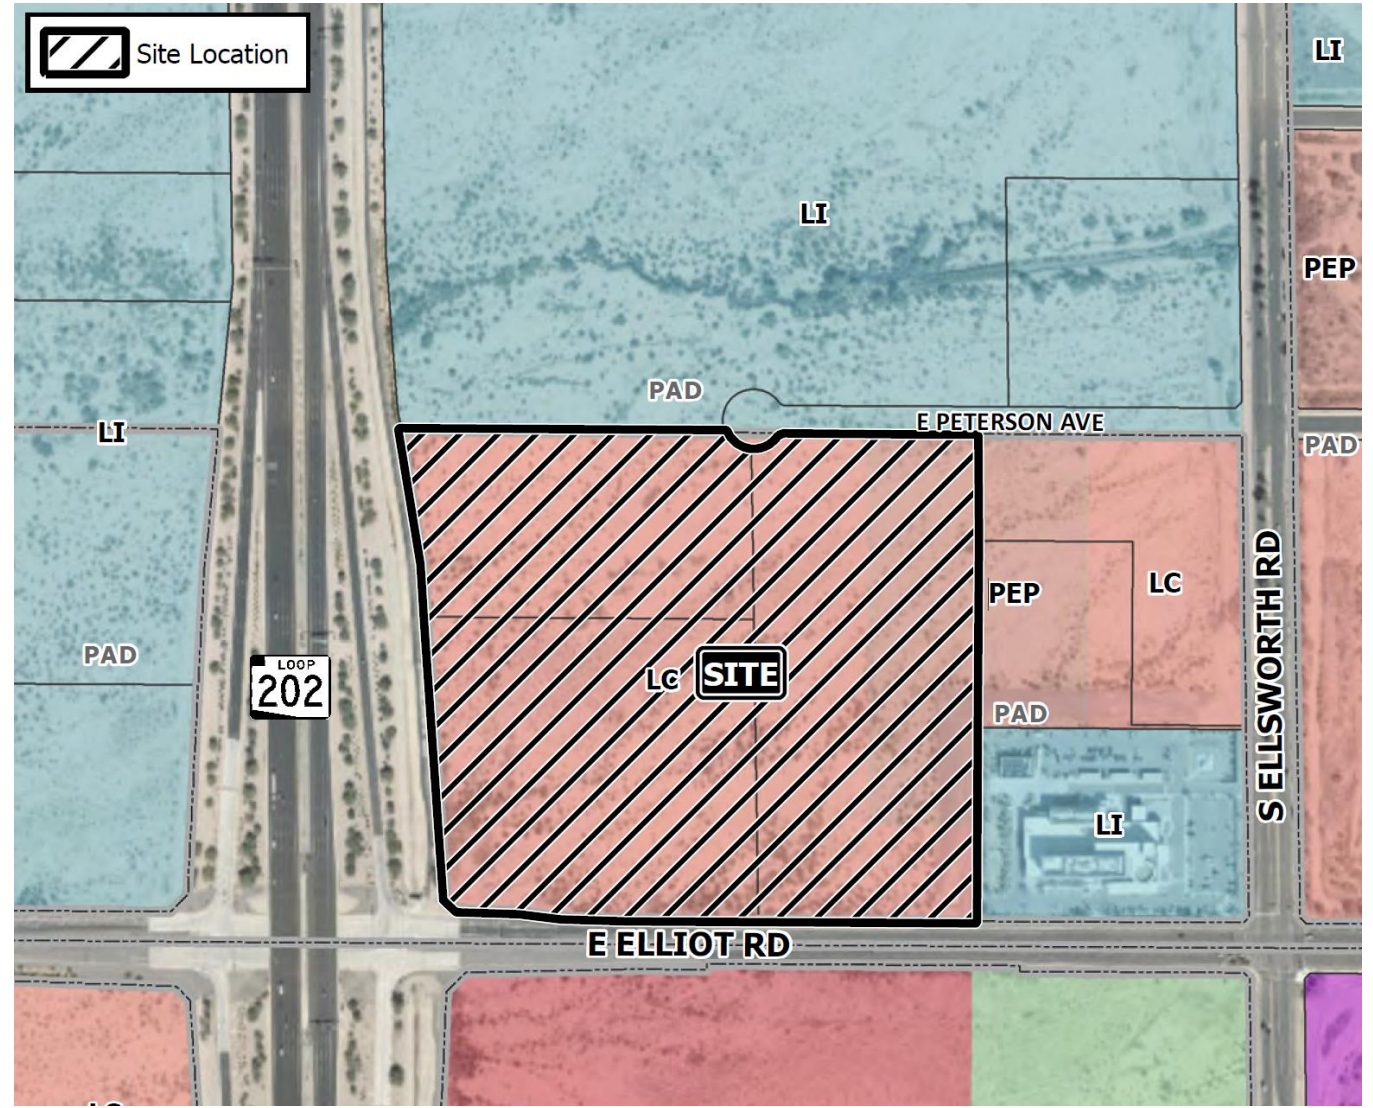 Site Location
LI
LI
PEP
PAD
E PETERSON AVE
LI
PAD
PEP
LC
S ELLSWORTH RD
PAD
LOOP
202
LC
SITE
PAD
LI
E ELLIOT RD